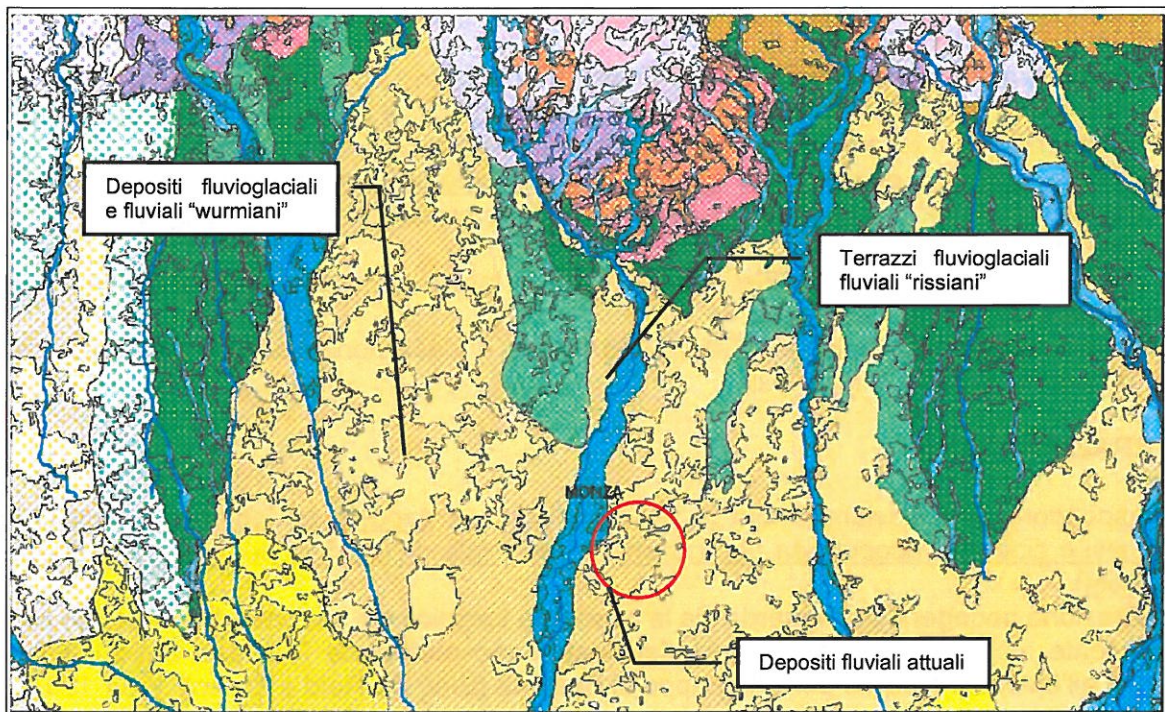 Depositi fluvioglaciali
e fluviali “wurmiani”
Terrazzi fluvioglaciali
fluviali “rissiani”
MONZA
Depositi fluviali attuali